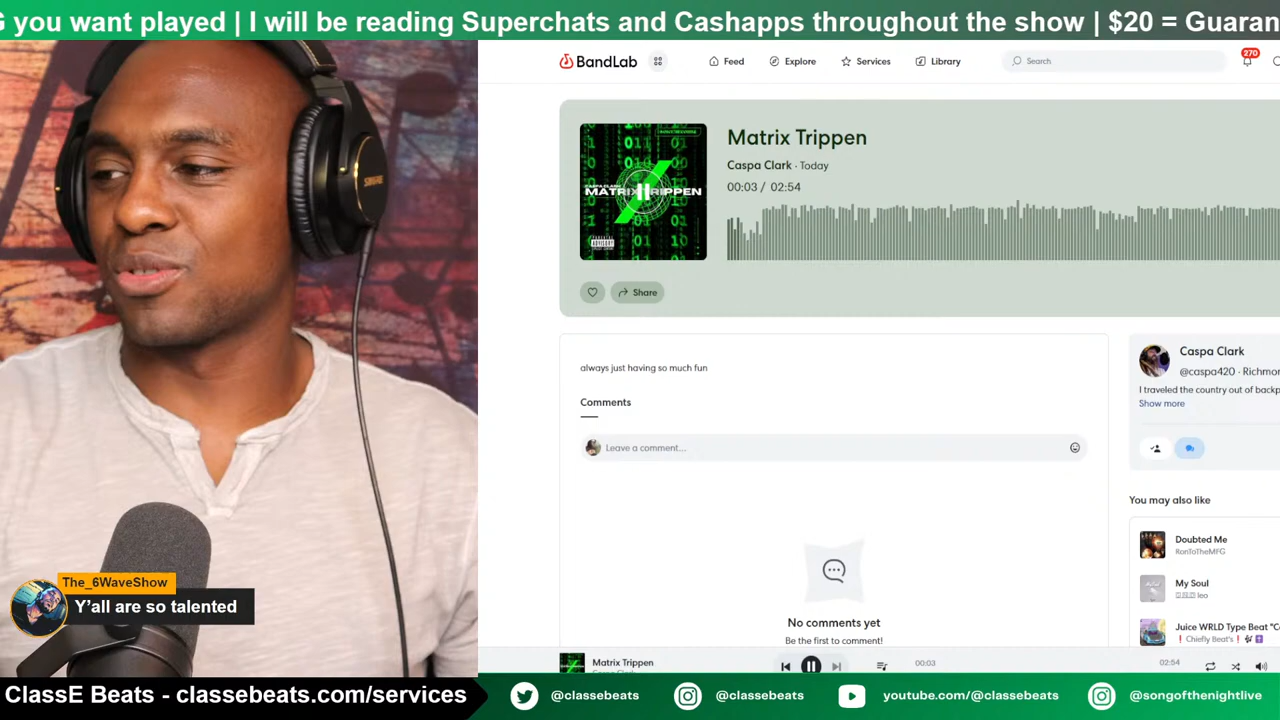 G you want played | I will be reading Superchats and Cashapps throughout the show | $20 = Guaran
BandLab
Feed
Explore
Services
Library
Search
270
Matrix Trippen
Caspa Clark · Today
00:03 / 02:54
CASPA CLARK
MATRIX TRIPPEN
Share
always just having so much fun
Comments
Leave a comment...
No comments yet
Be the first to comment!
Caspa Clark
@caspa420 · Richmon
I traveled the country out of backp
Show more
You may also like
Doubted Me
RonToTheMFG
My Soul
leo
Juice WRLD Type Beat "C
Chiefly Beat's
SHURE
The_6WaveShow
Y'all are so talented
Matrix Trippen
00:03
02:54
ClassE Beats - classebeats.com/services
@classebeats
@classebeats
youtube.com/@classebeats
@songofthenightlive